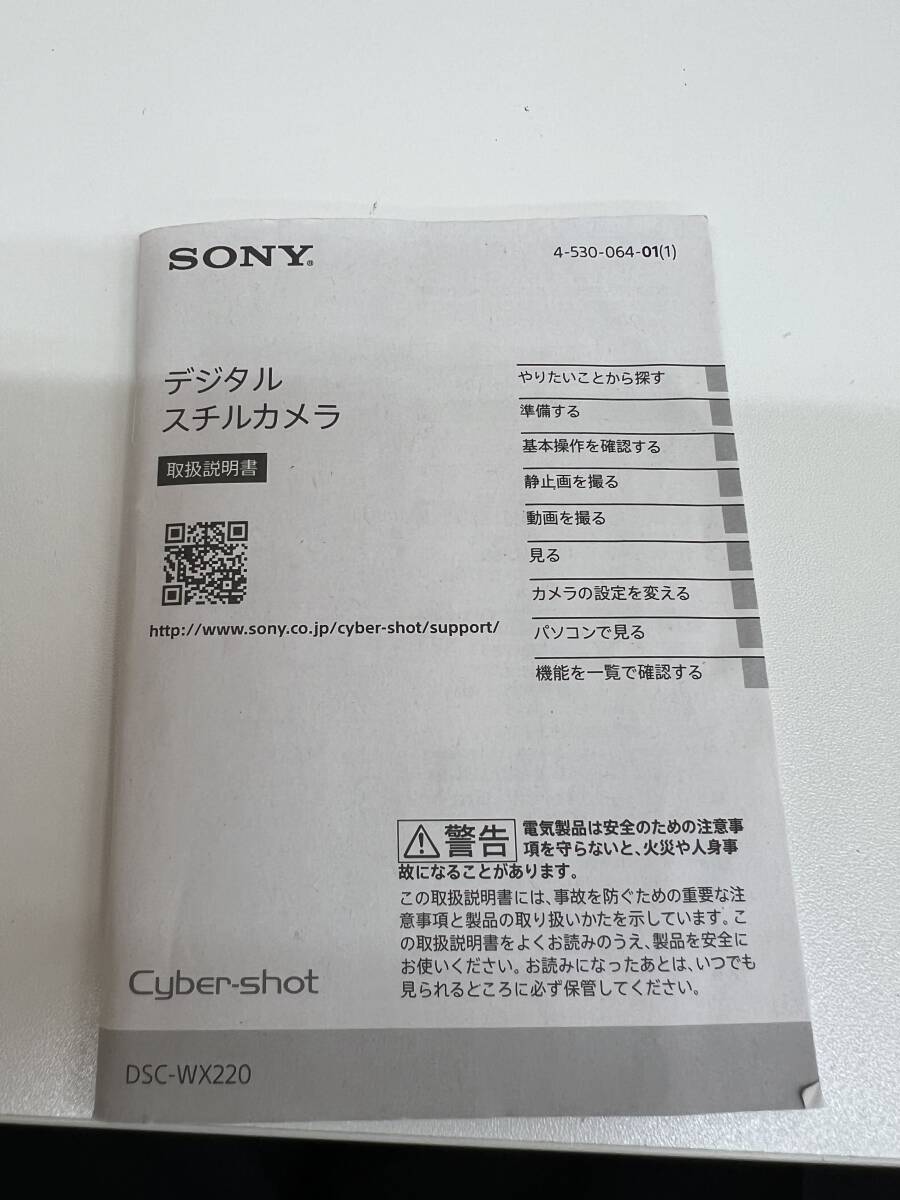 SONY®
4-530-064-01(1)
デジタル
スチルカメラ
取扱説明書
http://www.sony.co.jp/cyber-shot/support/
やりたいことから探す
準備する
基本操作を確認する
静止画を撮る
動画を撮る
見る
カメラの設定を変える
パソコンで見る
機能を一覧で確認する
警告 電気製品は安全のための注意事
項を守らないと、火災や人身事
故になることがあります。
この取扱説明書には、事故を防ぐための重要な注
意事項と製品の取り扱いかたを示しています。こ
の取扱説明書をよくお読みのうえ、製品を安全に
お使いください。お読みになったあとは、いつでも
見られるところに必ず保管してください。
Cyber-shot
DSC-WX220